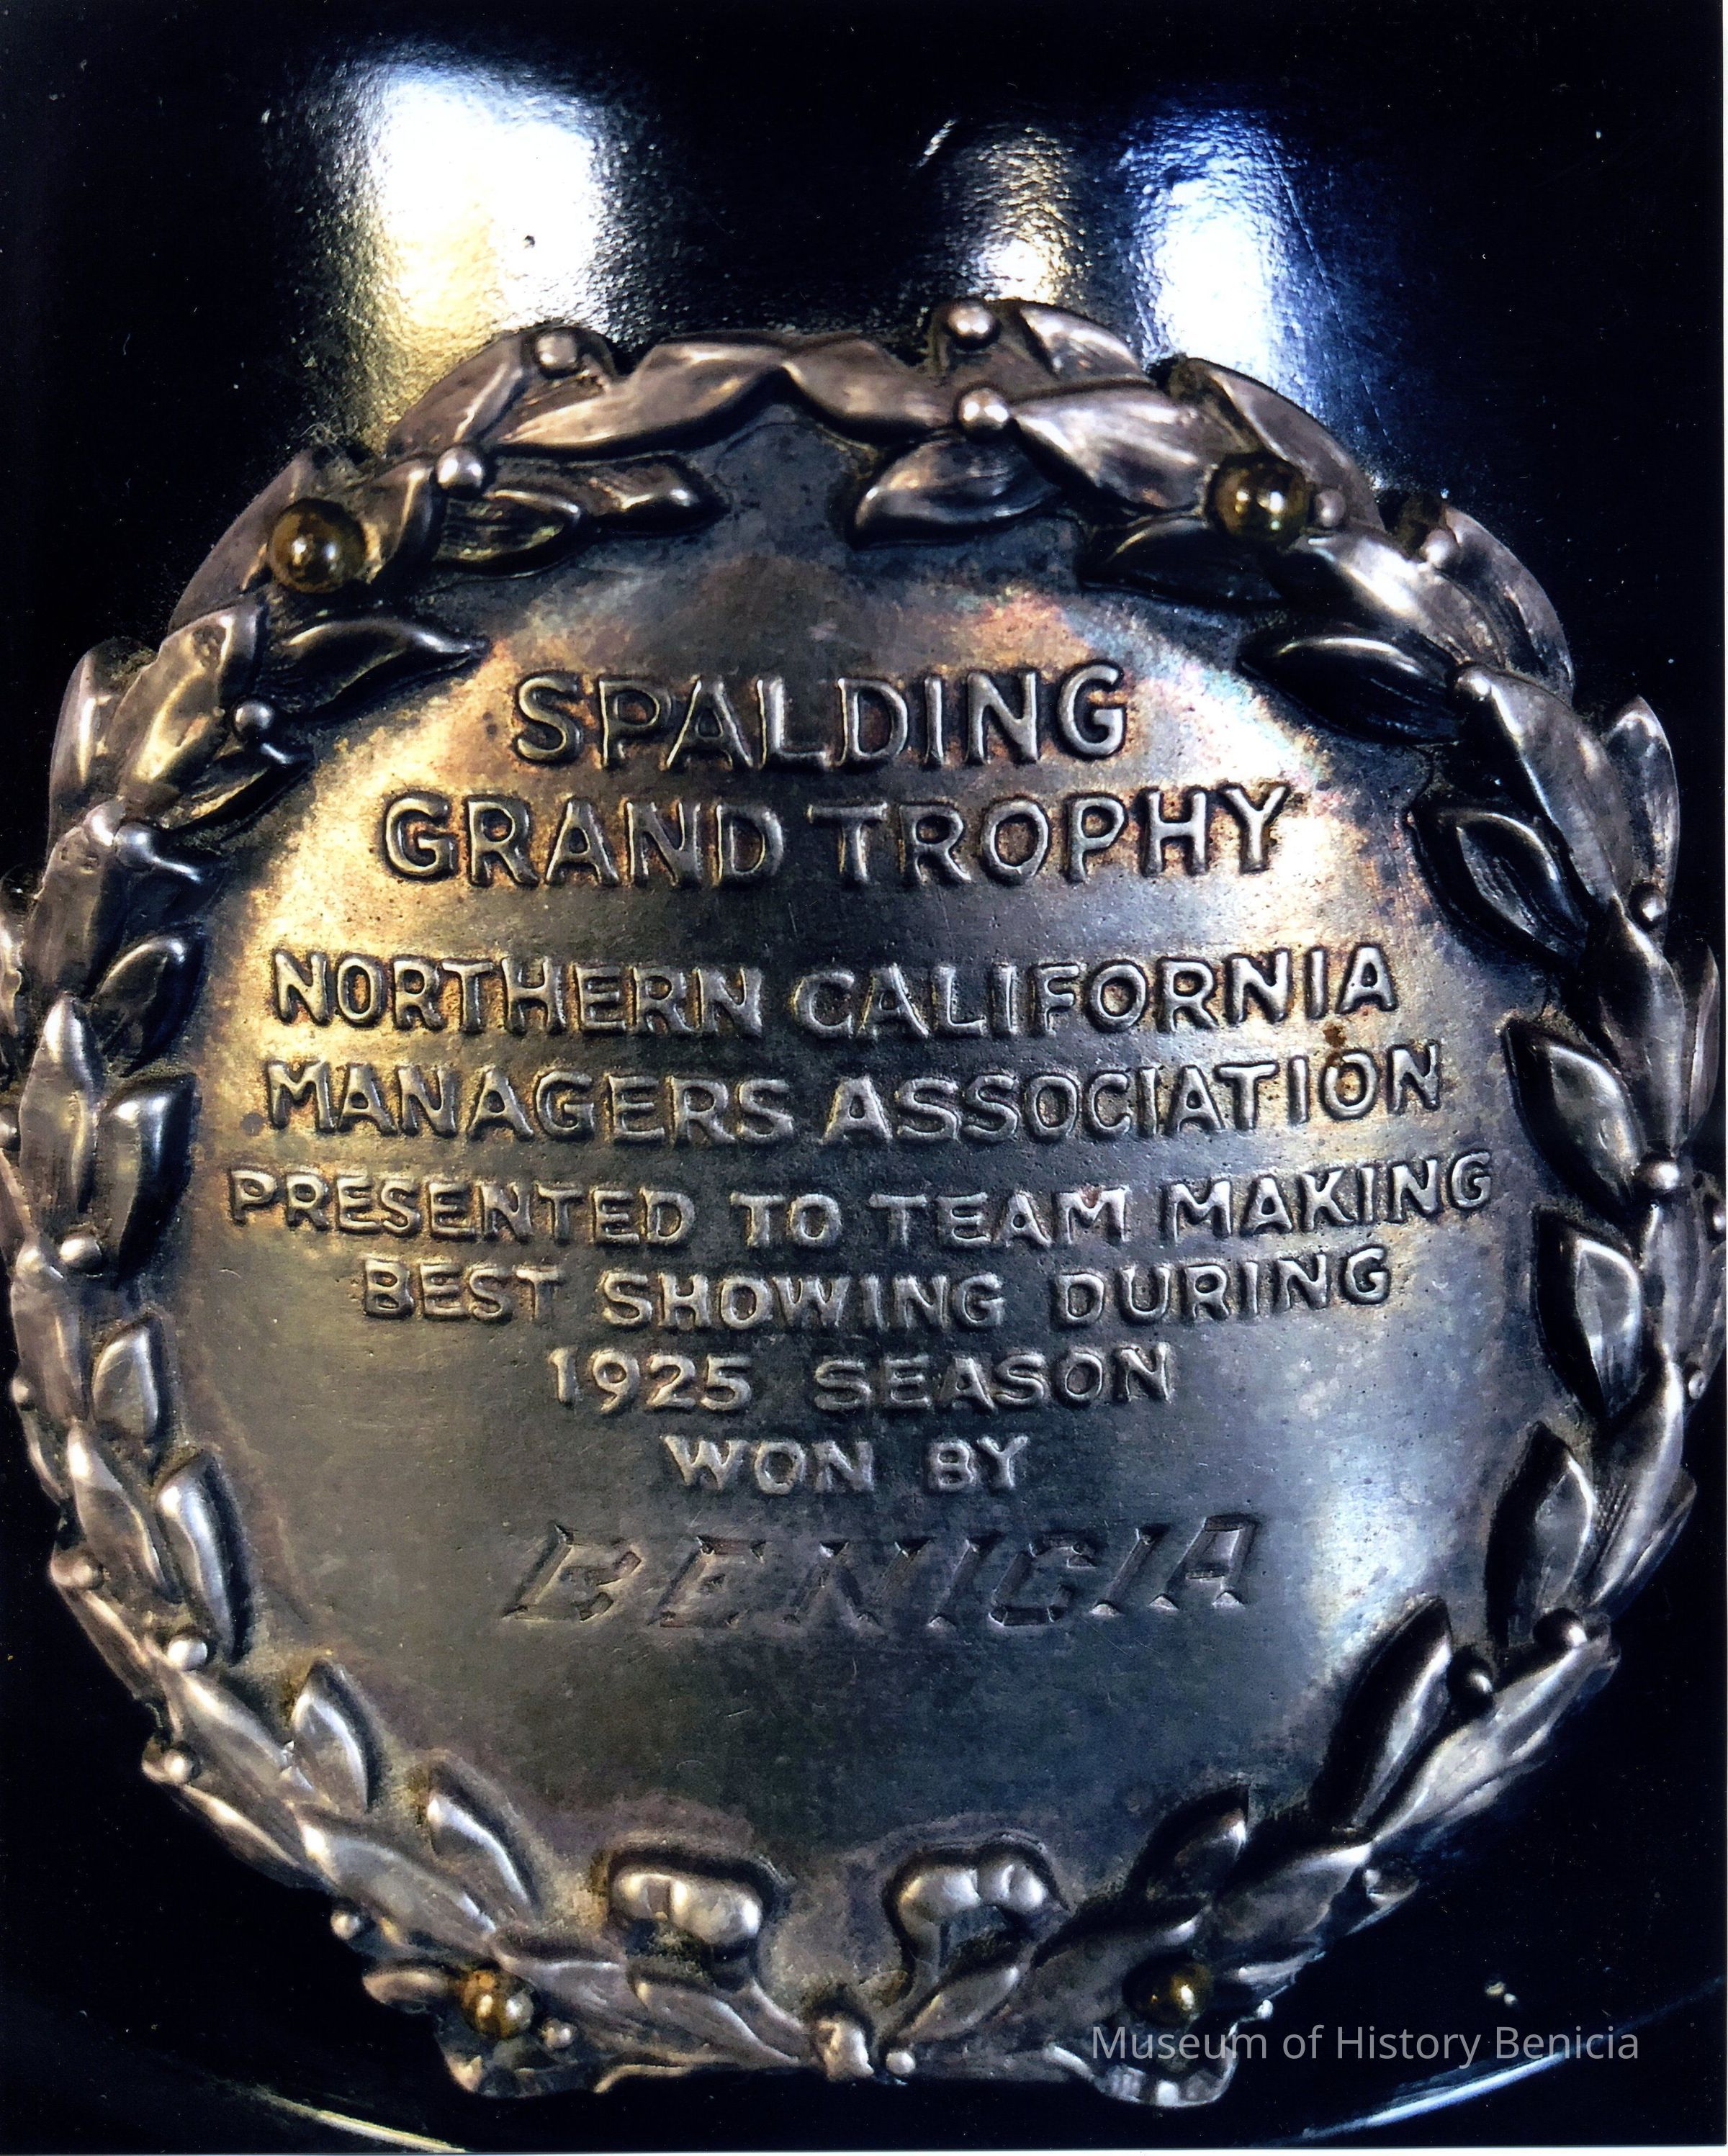 SPALDING
GRAND TROPHY
NORTHERN CALIFORNIA
MANAGERS ASSOCIATION
PRESENTED TO TEAM MAKING
BEST SHOWING DURING
1925 SEASON
WON BY
BENICIA
Museum of History Benicia